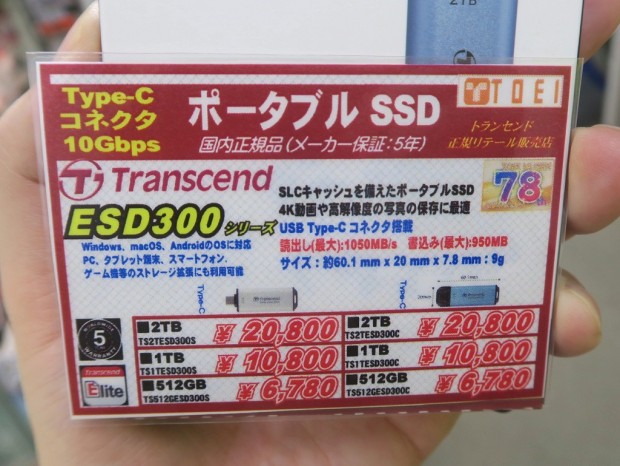 2TB
Type-C
コネクタ
10Gbps
ポータブル SSD
国内正規品(メーカー保証:5年)
TOEI
トランセンド
正規リテール販売店
Transcend
ESD300 シリーズ
SLCキャッシュを備えたポータブルSSD
4K動画や高解像度の写真の保存に最適
USB Type-C コネクタ搭載
読出し(最大):1050MB/s 書込み(最大):950MB
サイズ:約60.1 mm x 20 mm x 7.8 mm:9g
78th
Windows、macOS、AndroidのOSに対応
PC、タブレット端末、スマートフォン、
ゲーム機等のストレージ拡張にも利用可能
Type-C
Transcend
Type-C
5
■2TB
TS2TESD300S
¥ 20,800
■2TB
TS2TESD300C
¥ 20,800
■1TB
TS1TESD300S
¥ 10,800
■1TB
TS1TESD300C
¥ 10,800
■512GB
TS512GESD300S
¥ 6,780
■512GB
TS512GESD300C
¥ 6,780
Transcend
Elite